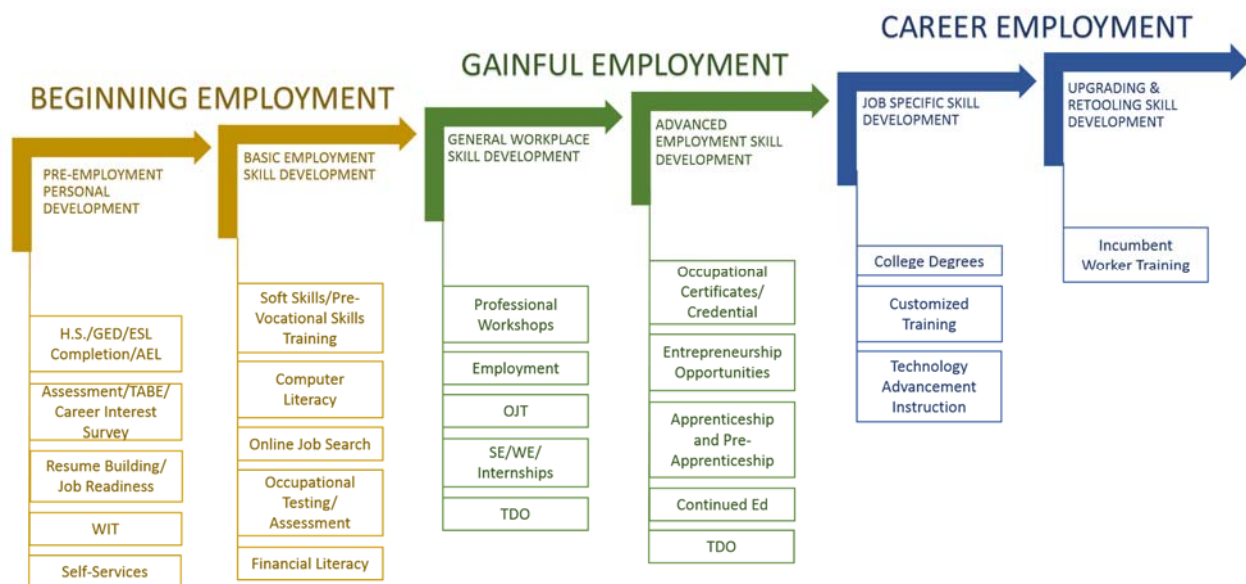 BEGINNING EMPLOYMENT
PRE-EMPLOYMENT
PERSONAL
DEVELOPMENT
H.S./GED/ESL
Completion/AEL
Assessment/TABE/
Career Interest
Survey
Resume Building/
Job Readiness
WIT
Self-Services
BASIC EMPLOYMENT
SKILL DEVELOPMENT
Soft Skills/Pre-
Vocational Skills
Training
Computer
Literacy
Online Job Search
Occupational
Testing/
Assessment
Financial Literacy
GAINFUL EMPLOYMENT
GENERAL WORKPLACE
SKILL DEVELOPMENT
Professional
Workshops
Employment
OJT
SE/WE/
Internships
TDO
ADVANCED
EMPLOYMENT SKILL
DEVELOPMENT
Occupational
Certificates/
Credential
Entrepreneurship
Opportunities
Apprenticeship
and Pre-
Apprenticeship
Continued Ed
TDO
CAREER EMPLOYMENT
JOB SPECIFIC SKILL
DEVELOPMENT
College Degrees
Customized
Training
Technology
Advancement
Instruction
UPGRADING &
RETOOLING SKILL
DEVELOPMENT
Incumbent
Worker Training